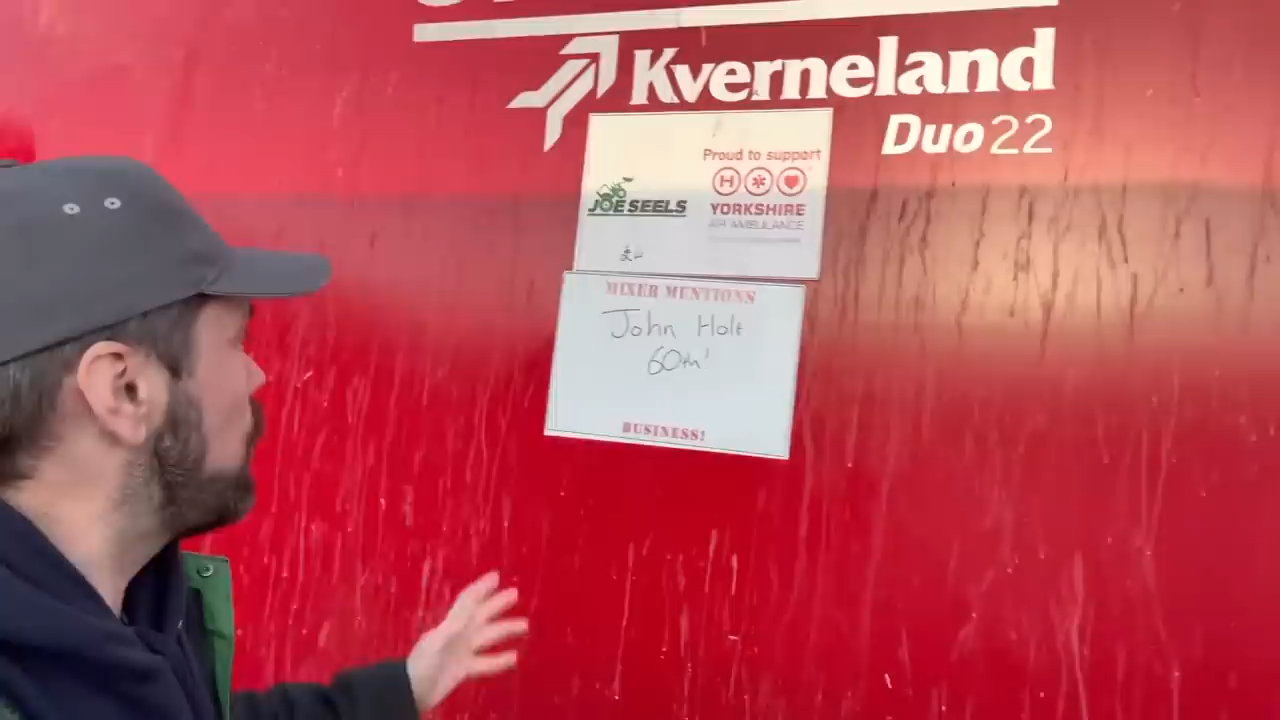 Kverneland
Duo22
Proud to support
JOE SEELS
YORKSHIRE
AIR AMBULANCE
MIXER MENTIONS
John Holt
60th!
BUSINESS!